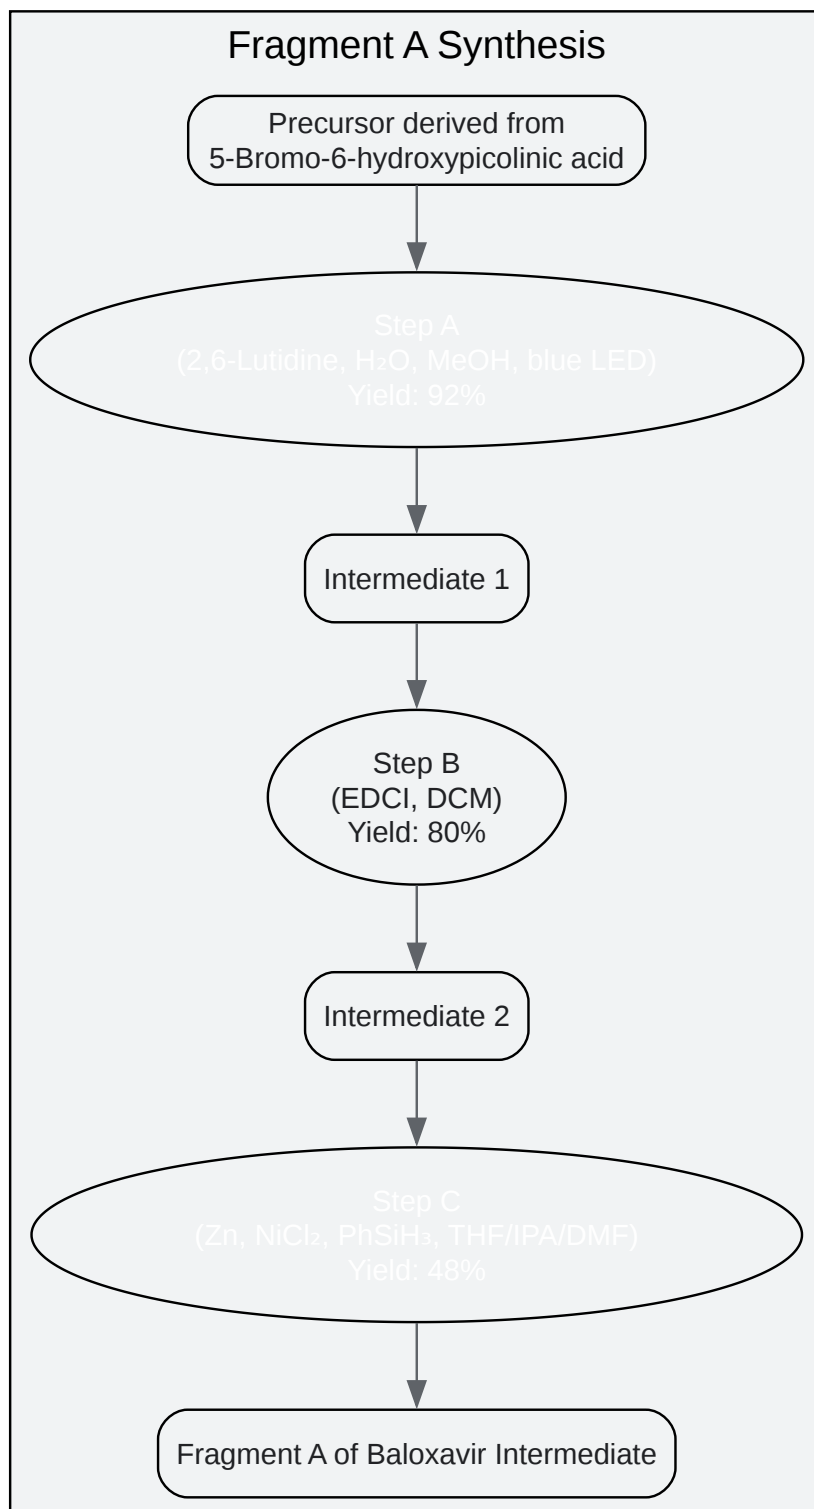 Fragment A Synthesis
Precursor derived from
5-Bromo-6-hydroxypicolinic acid
Step A
(2,6-Lutidine, H₂O, MeOH, blue LED)
Yield: 92%
Intermediate 1
Step B
(EDCI, DCM)
Yield: 80%
Intermediate 2
Step C
(Zn, NiCl₂, PhSiH₃, THF/IPA/DMF)
Yield: 48%
Fragment A of Baloxavir Intermediate